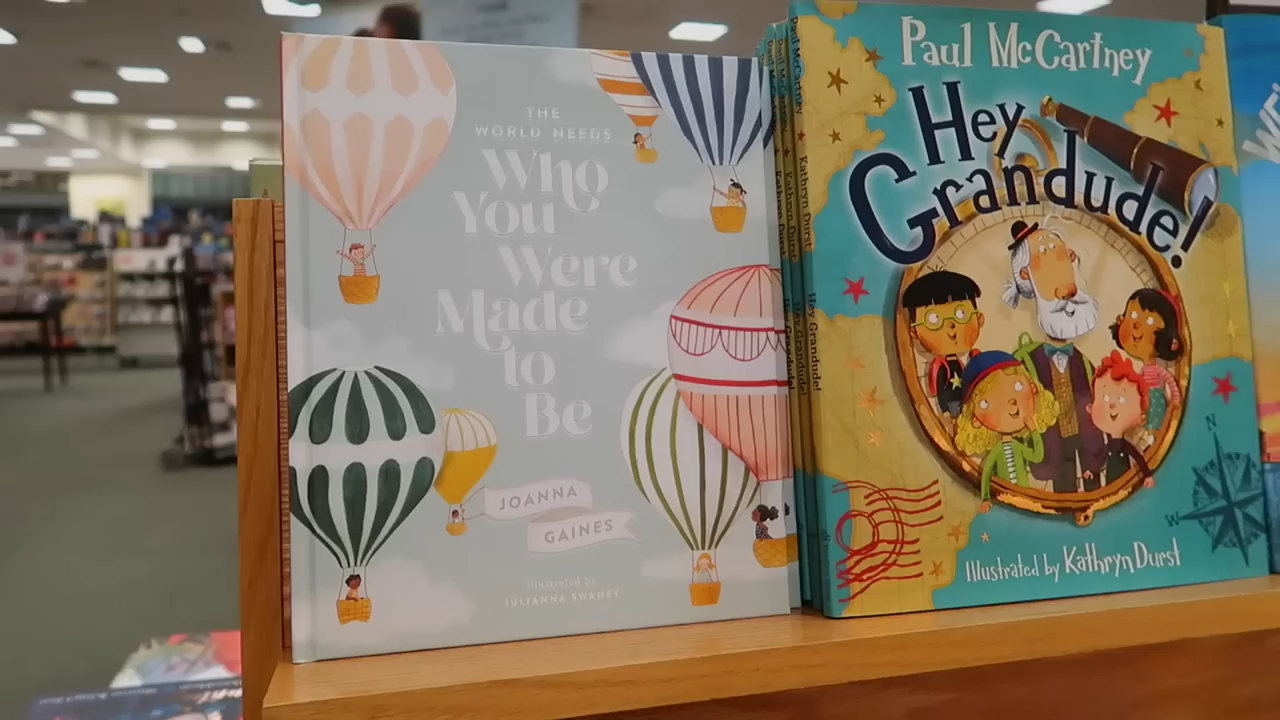 THE
WORLD NEEDS
Who
You
Were
Made
to
Be
JOANNA
GAINES
illustrated by
JULIANNA SWANEY
Paul McCartney
Kathryn Durst
Hey Grandude!
Paul McCartney
Hey
Grandude!
N
W
Illustrated by Kathryn Durst